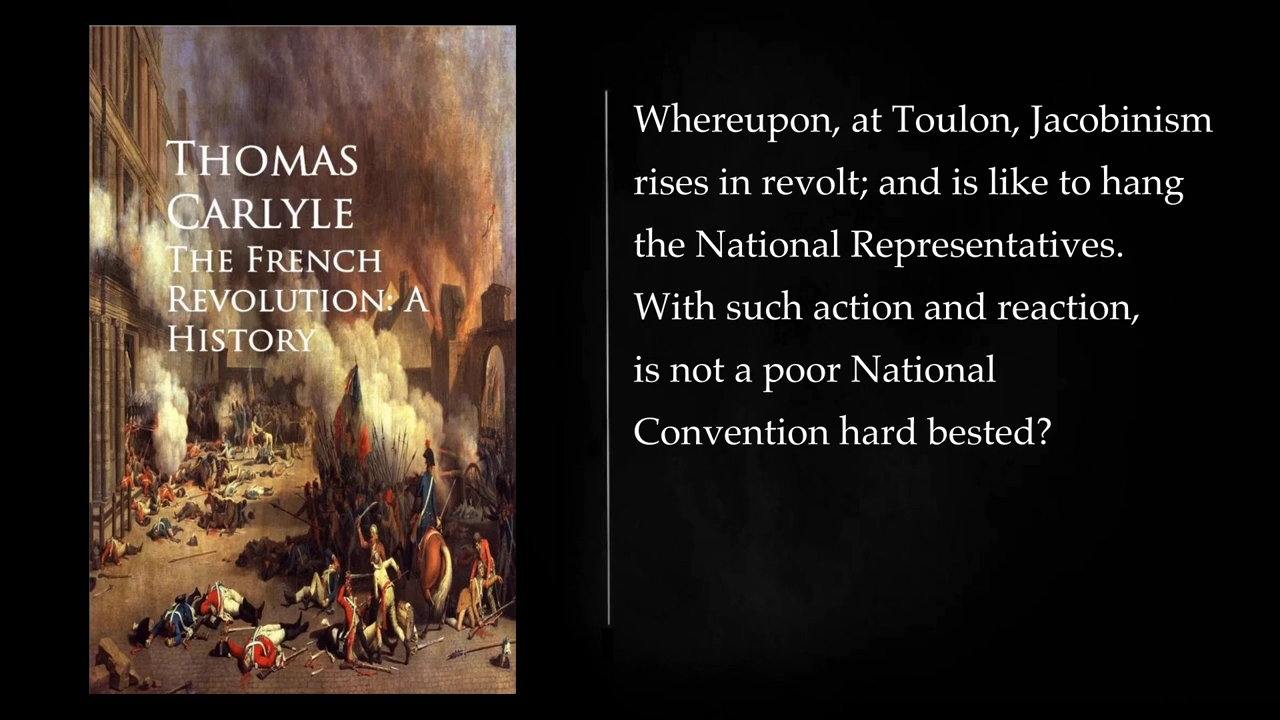 THOMAS
CARLYLE
THE FRENCH
REVOLUTION: A
HISTORY
Whereupon, at Toulon, Jacobinism
rises in revolt; and is like to hang
the National Representatives.
With such action and reaction,
is not a poor National
Convention hard bested?